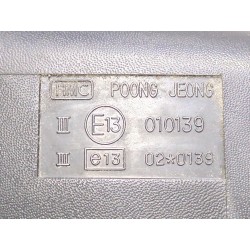 HMC POONG JEONG
III E13 010139
III e13 02*0139